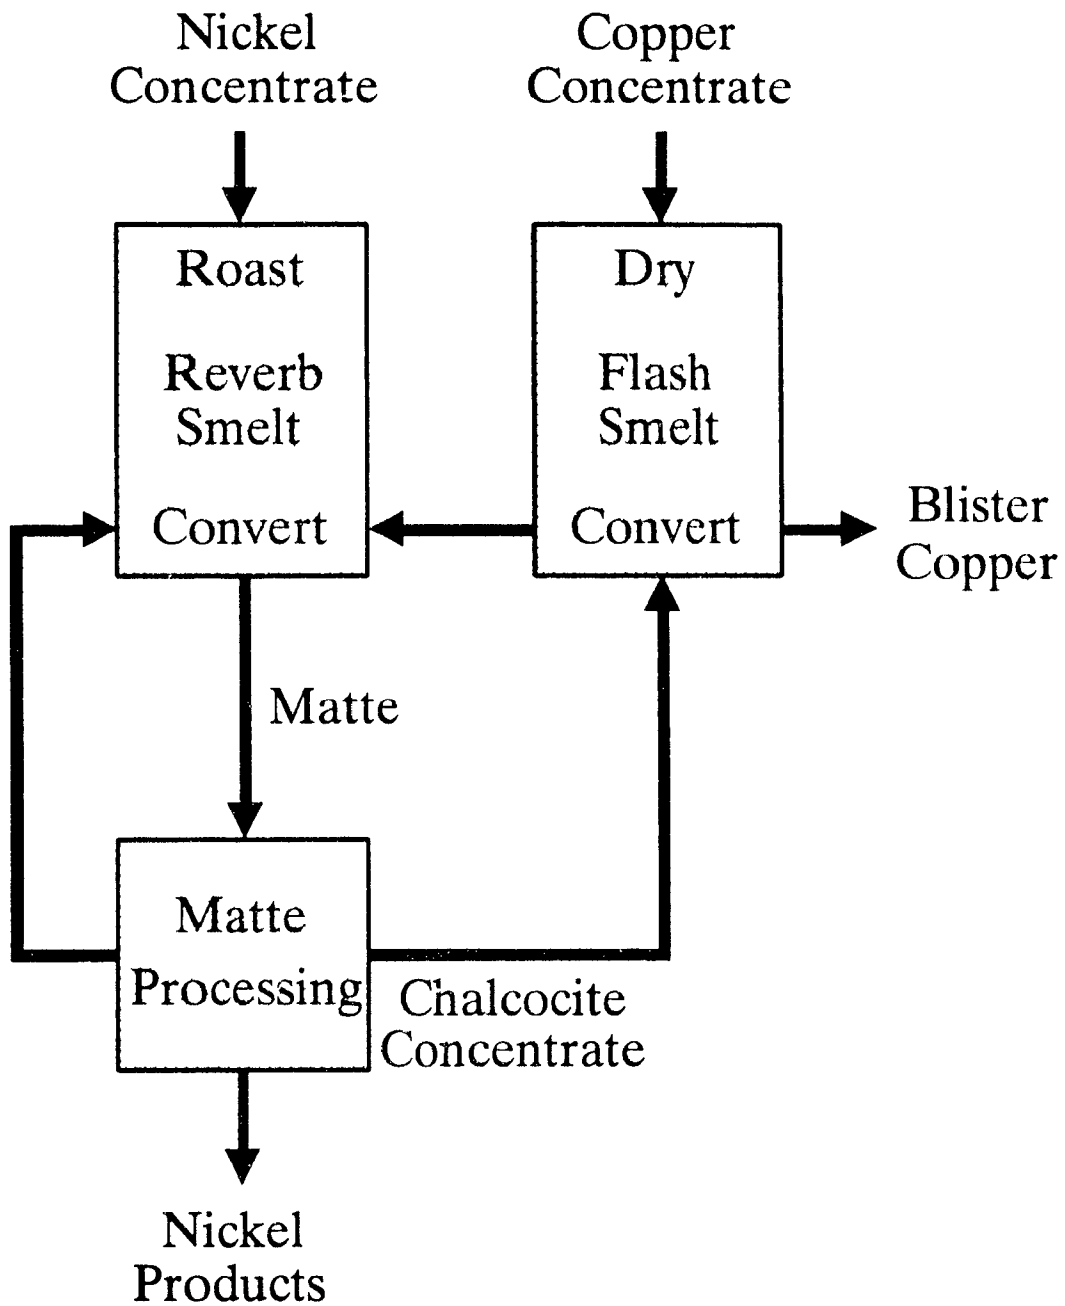 Nickel
Concentrate
Copper
Concentrate
Roast
Reverb
Smelt
Convert
Dry
Flash
Smelt
Convert
Blister
Copper
Matte
Matte
Processing
Chalcocite
Concentrate
Nickel
Products